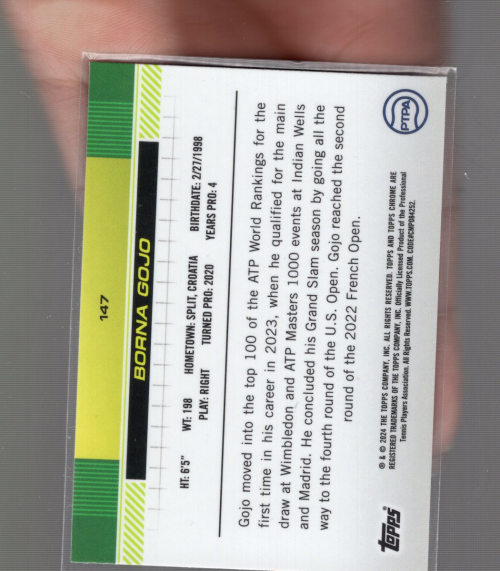 147
BORNA GOJO
HT: 6'5" WT: 198 HOMETOWN: SPLIT, CROATIA BIRTHDATE: 2/27/1998
PLAY: RIGHT TURNED PRO: 2020 YEARS PRO: 4
Gojo moved into the top 100 of the ATP World Rankings for the
first time in his career in 2023, when he qualified for the main
draw at Wimbledon and ATP Masters 1000 events at Indian Wells
and Madrid. He concluded his Grand Slam season by going all the
way to the fourth round of the U.S. Open. Gojo reached the second
round of the 2022 French Open.
PTPA
Topps®
® & © 2024 THE TOPPS COMPANY, INC. ALL RIGHTS RESERVED. TOPPS AND TOPPS CHROME ARE
REGISTERED TRADEMARKS OF THE TOPPS COMPANY, INC. Officially Licensed Product of the Professional
Tennis Players Association. All Rights Reserved. WWW.TOPPS.COM. CODE#CMP084252.